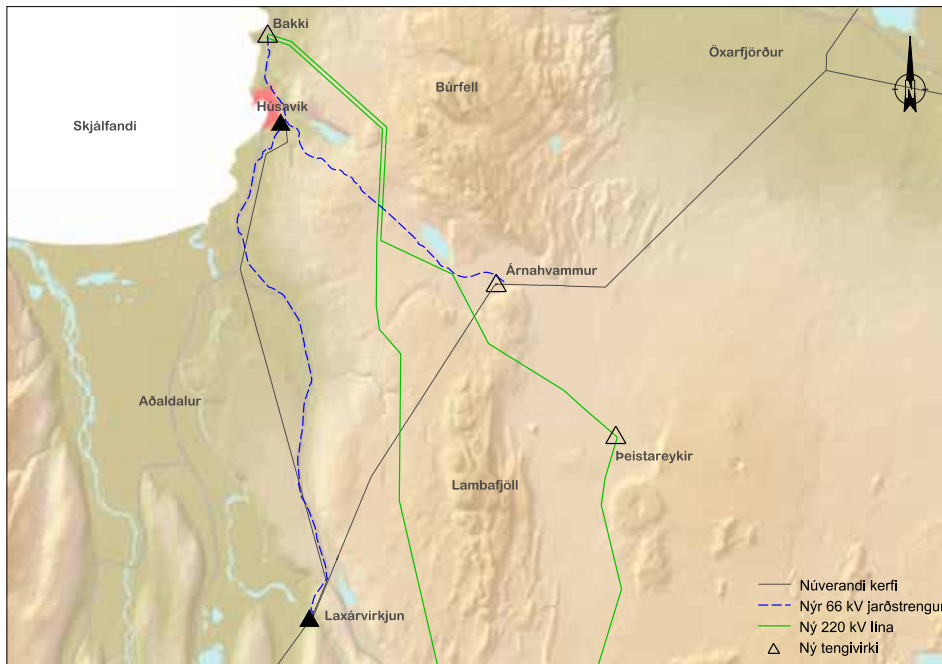 Bakki
Öxarfjörður
Búrfell
Húsavík
Skjálfandi
Árnahvammur
Aðaldalur
Þeistareykir
Lambafjöll
Laxárvirkjun
Núverandi kerfi
Nýr 66 kV jarðstrengur
Ný 220 kV lína
Ný tengivirki